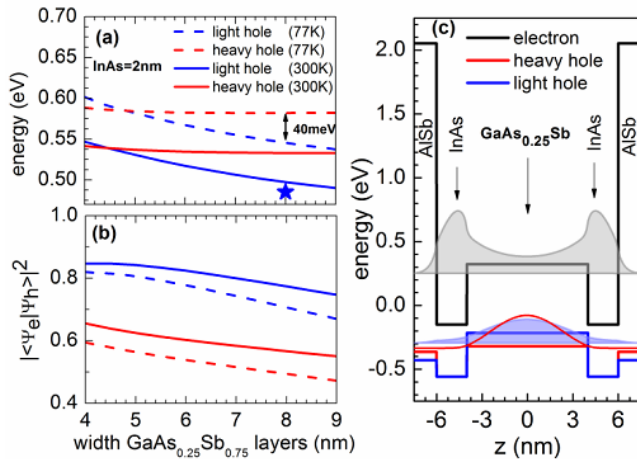 (a)
light hole (77K)
heavy hole (77K)
light hole (300K)
heavy hole (300K)
InAs=2nm
40meV
energy (eV)
0.70
0.65
0.60
0.55
0.50
0.45
(b)
|<Ψe|Ψh>|²
1.0
0.8
0.6
0.4
4 5 6 7 8 9
width GaAs0.25Sb0.75 layers (nm)
(c)
electron
heavy hole
light hole
AlSb
InAs
GaAs0.25Sb
InAs
AlSb
energy (eV)
2.0
1.5
1.0
0.5
0.0
-0.5
-6 -3 0 3 6
z (nm)